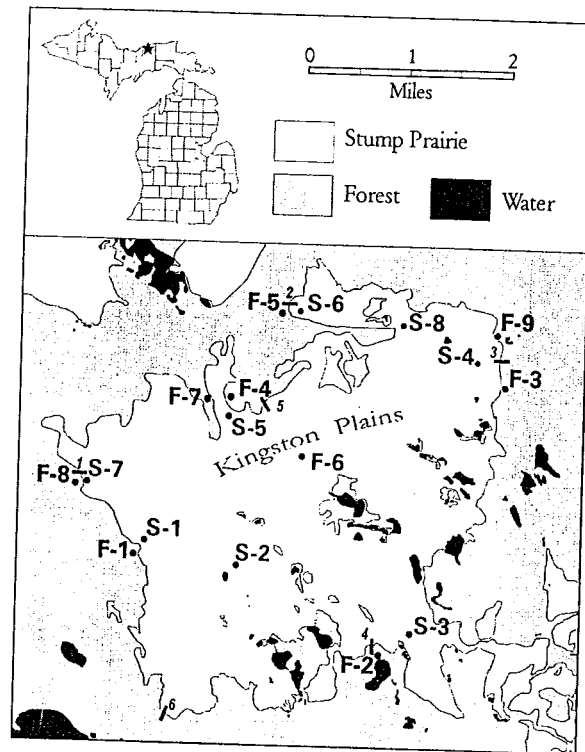 0 1 2
Miles
Stump Prairie
Forest
Water
F-5 2 S-6
S-8 F-9
S-4 3
F-3
F-7 F-4 5
S-5
Kingston Plains
F-6
F-8 1 S-7
S-1
F-1
S-2
S-3
4
F-2
6